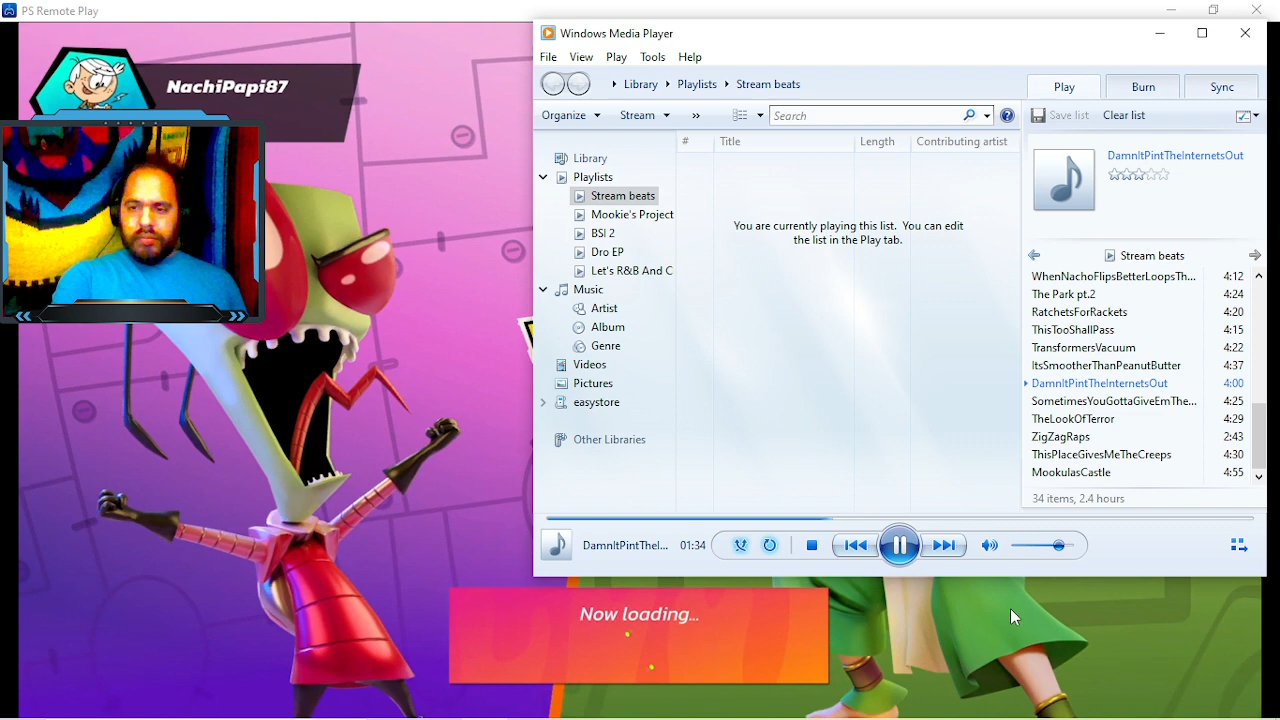 PS Remote Play
NachiPapi87
Windows Media Player
File View Play Tools Help
Library Playlists Stream beats
Play Burn Sync
Organize Stream » Search
Save list Clear list
# Title Length Contributing artist
Library
Playlists
Stream beats
Mookie's Project
BSI 2
Dro EP
Let's R&B And C
Music
Artist
Album
Genre
Videos
Pictures
easystore
Other Libraries
You are currently playing this list. You can edit
the list in the Play tab.
DamnItPintTheInternetsOut
Stream beats
WhenNachoFlipsBetterLoopsTh... 4:12
The Park pt.2 4:24
RatchetsForRackets 4:20
ThisTooShallPass 4:15
TransformersVacuum 4:22
ItsSmootherThanPeanutButter 4:37
DamnItPintTheInternetsOut 4:00
SometimesYouGottaGiveEmThe... 4:25
TheLookOfTerror 4:29
ZigZagRaps 2:43
ThisPlaceGivesMeTheCreeps 4:30
MookulasCastle 4:55
34 items, 2.4 hours
DamnItPintTheI... 01:34
Now loading...